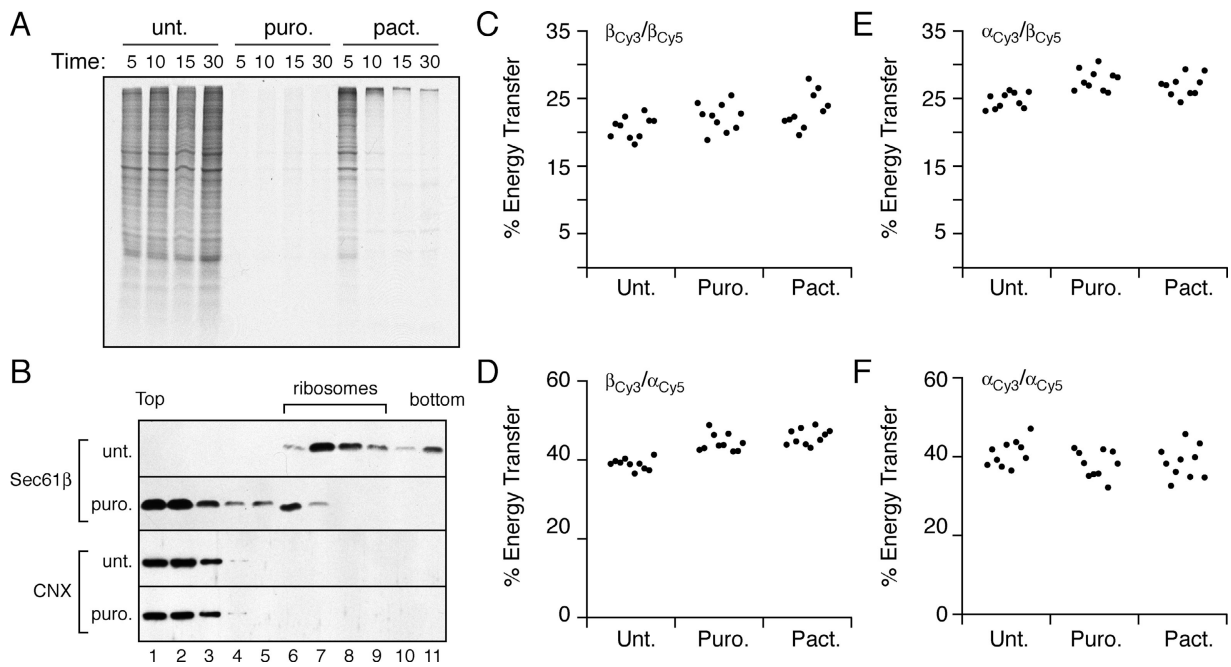 A
unt. puro. pact.
Time: 5 10 15 30 5 10 15 30 5 10 15 30
B
Top ribosomes bottom
Sec61β
unt.
puro.
CNX
unt.
puro.
1 2 3 4 5 6 7 8 9 10 11
C
βCy3/βCy5
% Energy Transfer
35
25
15
5
Unt. Puro. Pact.
D
βCy3/αCy5
% Energy Transfer
60
40
20
0
Unt. Puro. Pact.
E
αCy3/βCy5
% Energy Transfer
35
25
15
5
Unt. Puro. Pact.
F
αCy3/αCy5
% Energy Transfer
60
40
20
0
Unt. Puro. Pact.